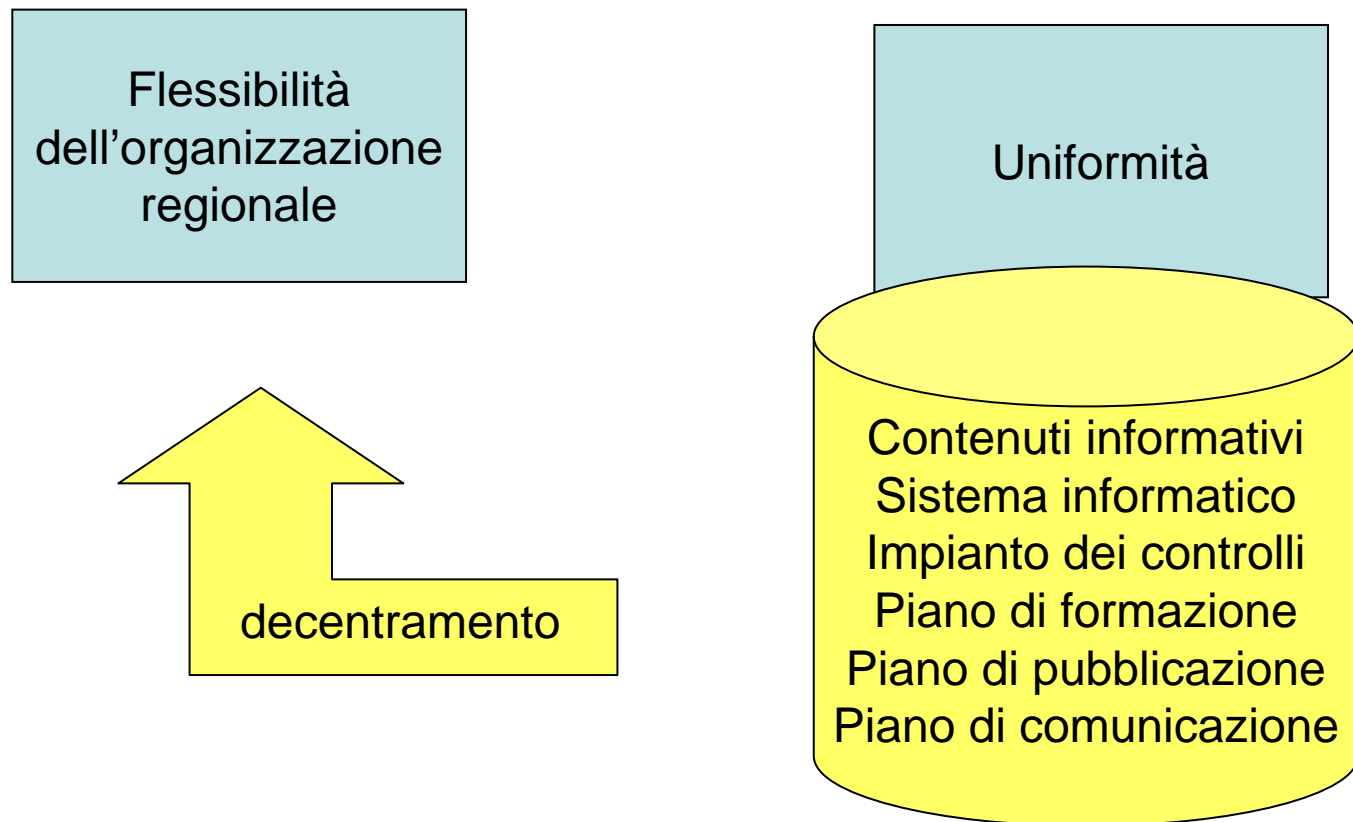 Flessibilità
dell’organizzazione
regionale
Uniformità
decentramento
Contenuti informativi
Sistema informatico
Impianto dei controlli
Piano di formazione
Piano di pubblicazione
Piano di comunicazione